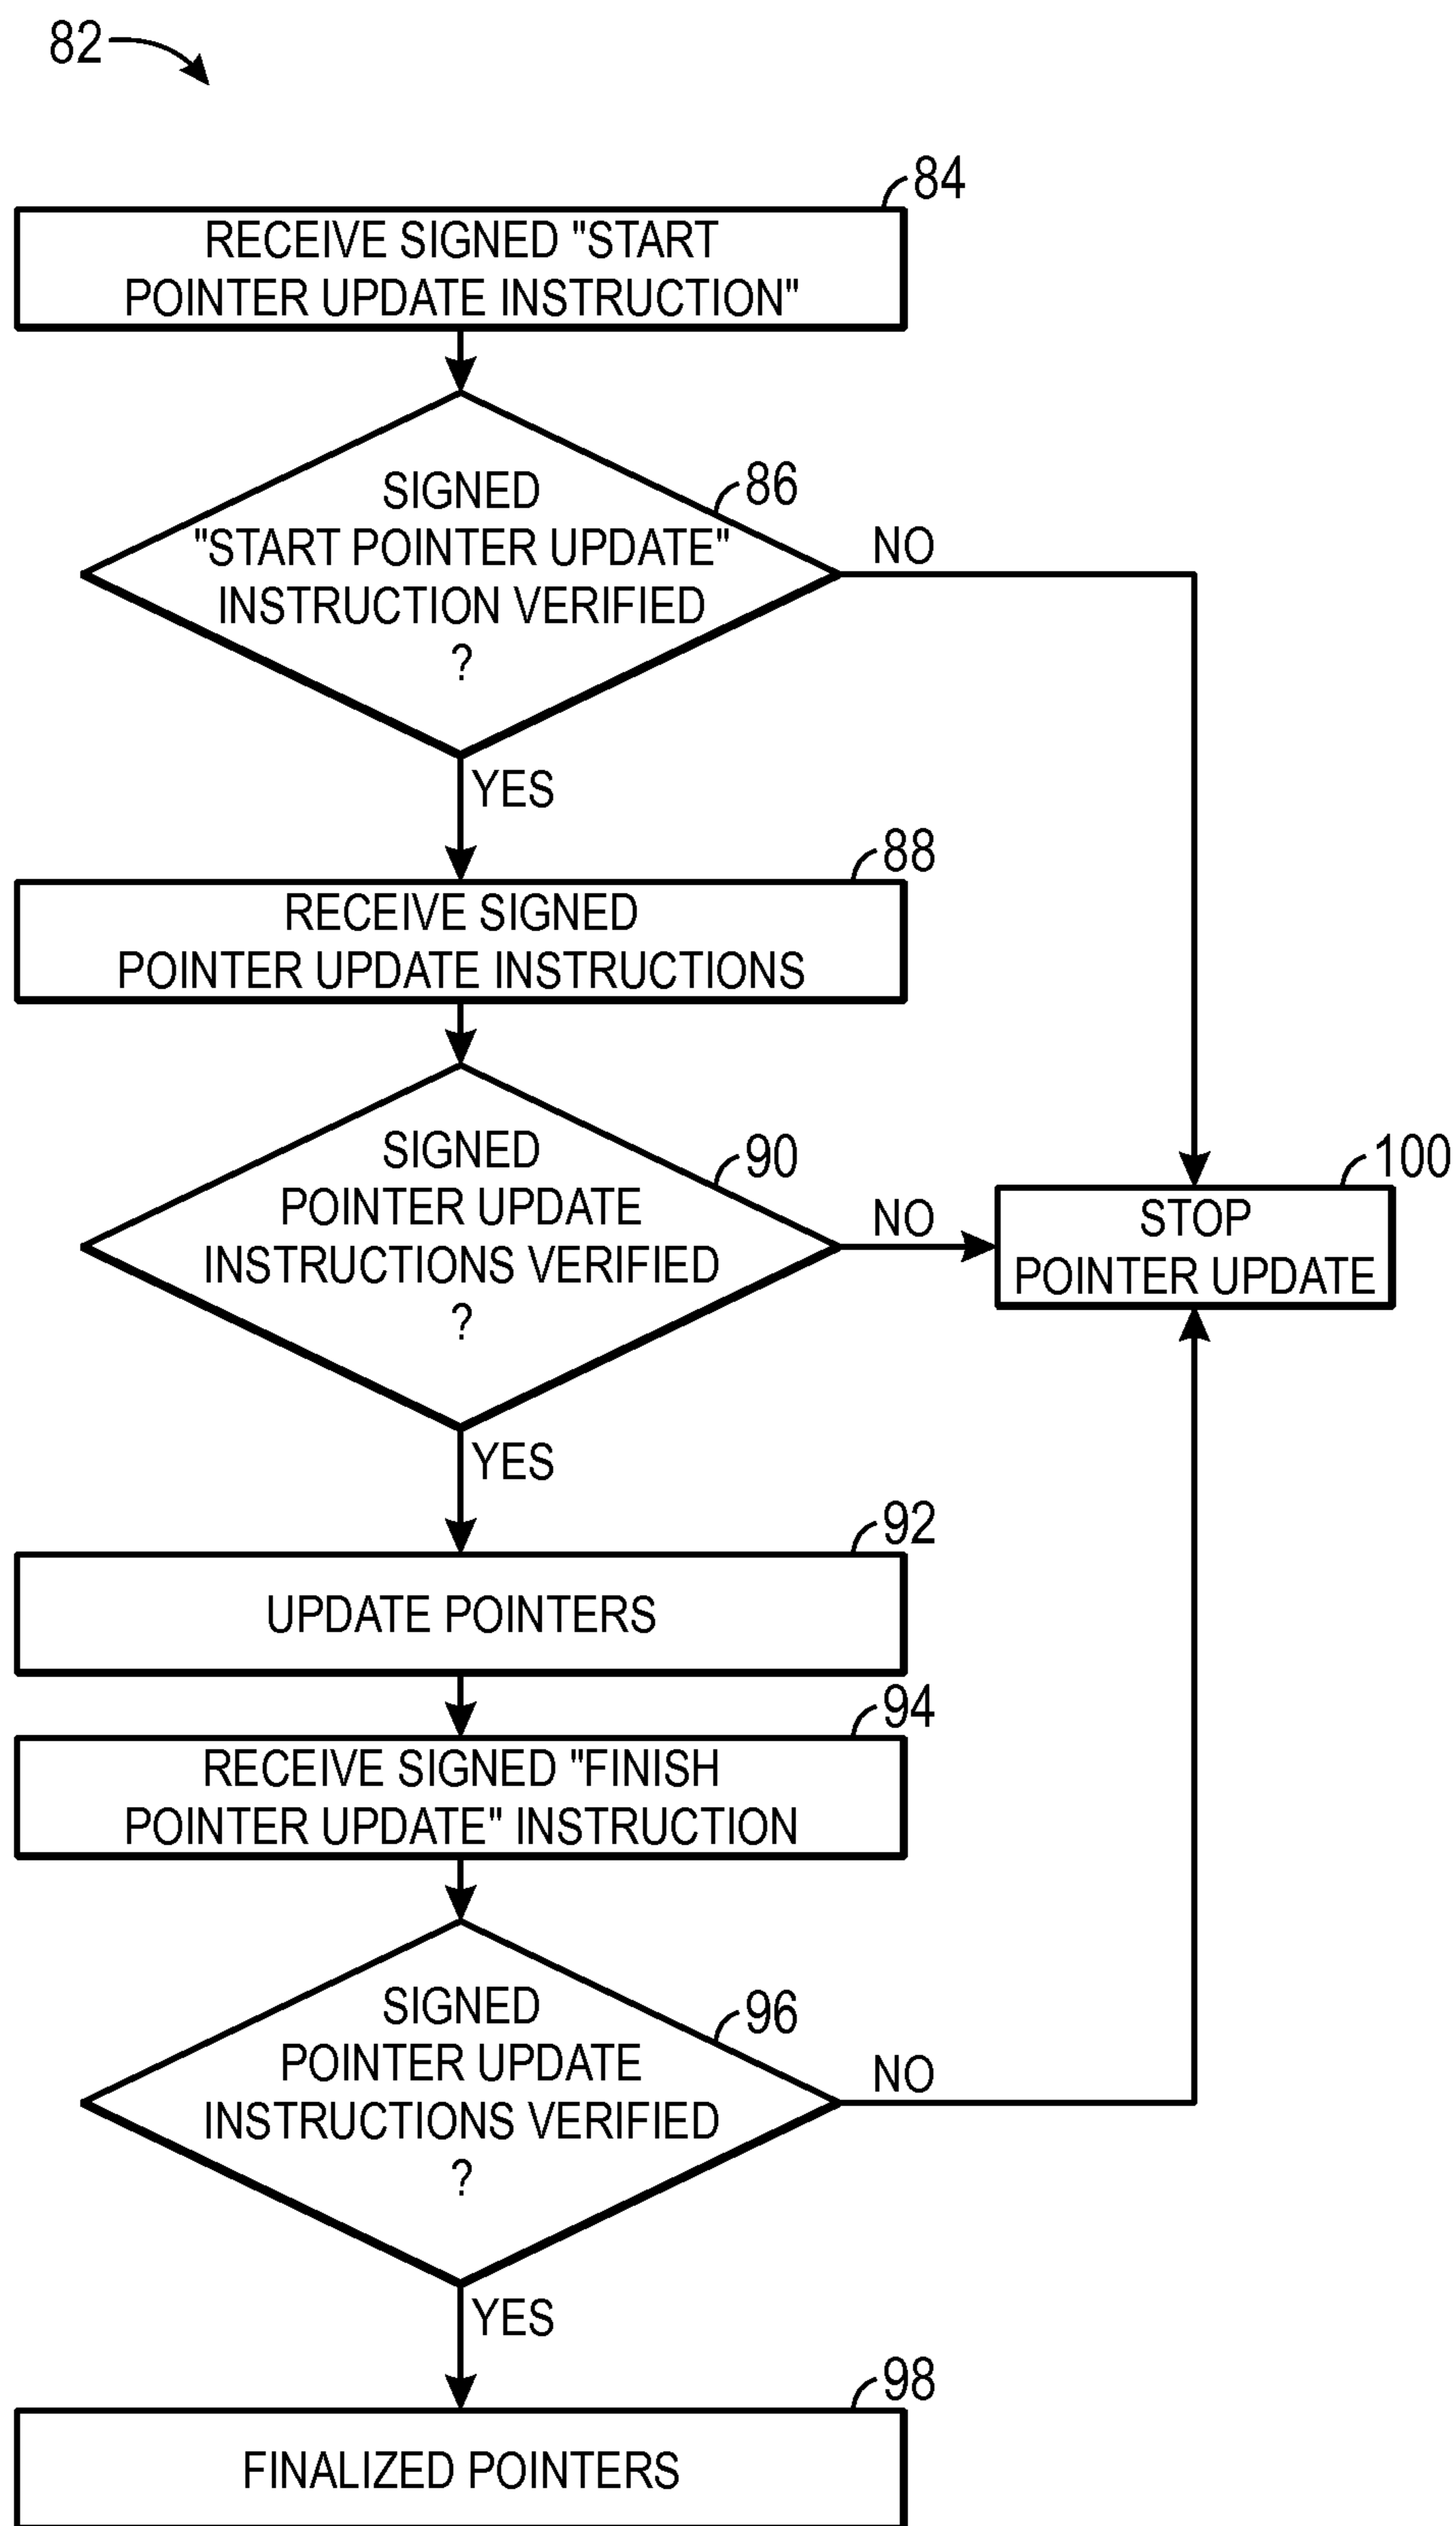 82
84
RECEIVE SIGNED "START
POINTER UPDATE INSTRUCTION"
86
SIGNED
"START POINTER UPDATE"
INSTRUCTION VERIFIED
?
NO
YES
88
RECEIVE SIGNED
POINTER UPDATE INSTRUCTIONS
90
SIGNED
POINTER UPDATE
INSTRUCTIONS VERIFIED
?
NO
100
STOP
POINTER UPDATE
YES
92
UPDATE POINTERS
94
RECEIVE SIGNED "FINISH
POINTER UPDATE" INSTRUCTION
96
SIGNED
POINTER UPDATE
INSTRUCTIONS VERIFIED
?
NO
YES
98
FINALIZED POINTERS